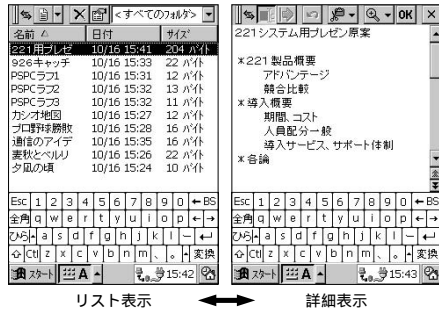 <すべてのﾌｫﾙﾀﾞ>
名前 △ 日付 ｻｲｽﾞ
221用プレゼ 10/16 15:41 204 ﾊﾞｲﾄ
926キャッチ 10/16 15:33 22 ﾊﾞｲﾄ
PSPCラフ1 10/16 15:31 12 ﾊﾞｲﾄ
PSPCラフ2 10/16 15:32 13 ﾊﾞｲﾄ
PSPCラフ3 10/16 15:32 11 ﾊﾞｲﾄ
カシオ地図 10/16 15:27 12 ﾊﾞｲﾄ
プロ野球勝敗 10/16 15:28 16 ﾊﾞｲﾄ
通信のアイデ 10/16 15:35 16 ﾊﾞｲﾄ
麦秋とベルリ 10/16 15:26 22 ﾊﾞｲﾄ
夕凪の頃 10/16 15:24 10 ﾊﾞｲﾄ
Esc 1 2 3 4 5 6 7 8 9 0 ←BS
全角 q w e r t y u i o p ← →
ひら a s d f g h j k l ー ↵
⇧ Ctl z x c v b n m 、 。 変換
スタート A 15:42
リスト表示
OK ×
221システム用プレゼン原案
*221 製品概要
アドバンテージ
競合比較
*導入概要
期間、コスト
人員配分一般
導入サービス、サポート体制
*各論
Esc 1 2 3 4 5 6 7 8 9 0 ←BS
全角 q w e r t y u i o p ← →
ひら a s d f g h j k l ー ↵
⇧ Ctl z x c v b n m 、 。 変換
スタート A 15:43
詳細表示